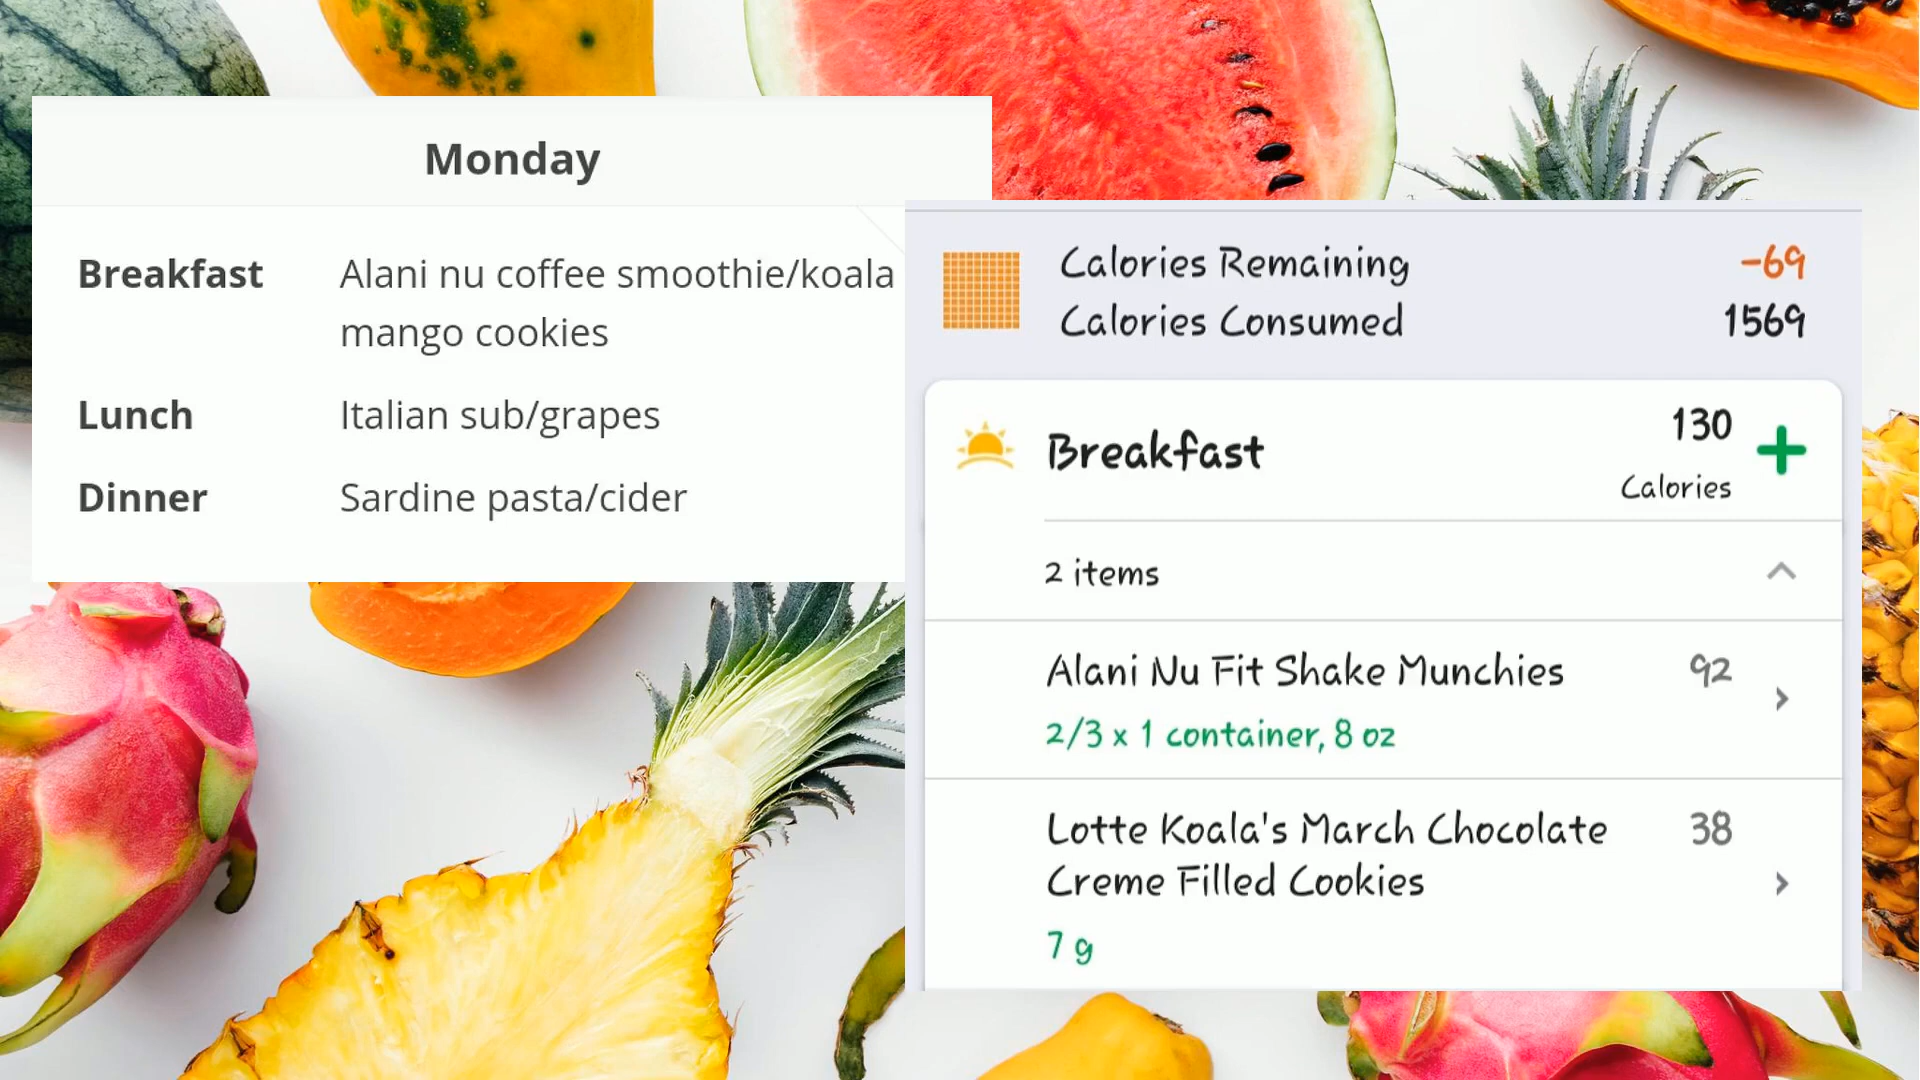 Monday
Breakfast
Alani nu coffee smoothie/koala
mango cookies
Lunch
Italian sub/grapes
Dinner
Sardine pasta/cider
Calories Remaining
-69
Calories Consumed
1569
Breakfast
130
Calories
2 items
Alani Nu Fit Shake Munchies
92
2/3 x 1 container, 8 oz
Lotte Koala's March Chocolate
38
Creme Filled Cookies
7 g